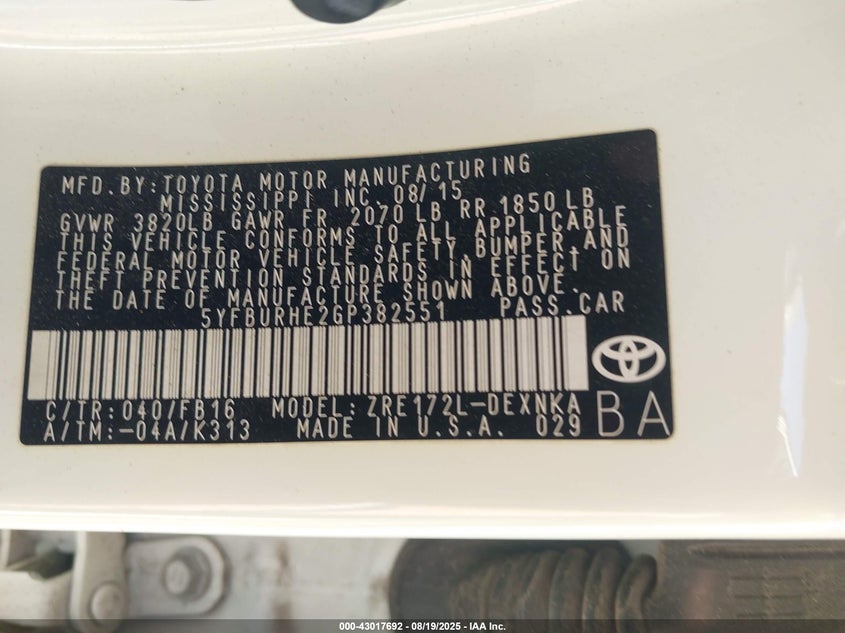 MFD.BY:TOYOTA MOTOR MANUFACTURING
MISSISSIPPI INC. 08/15
GVWR 3820LB GAWR FR 2070 LB RR 1850 LB
THIS VEHICLE CONFORMS TO ALL APPLICABLE
FEDERAL MOTOR VEHICLE SAFETY,BUMPER,AND
THEFT PREVENTION STANDARDS IN EFFECT ON
THE DATE OF MANUFACTURE SHOWN ABOVE.
5YFBURHE2GP382551 PASS.CAR
C/TR:040/FB16 MODEL:ZRE172L-DEXNKA
A/TM:-04A/K313 MADE IN U.S.A. 029
BA
000-43017692 - 08/19/2025 - IAA Inc.